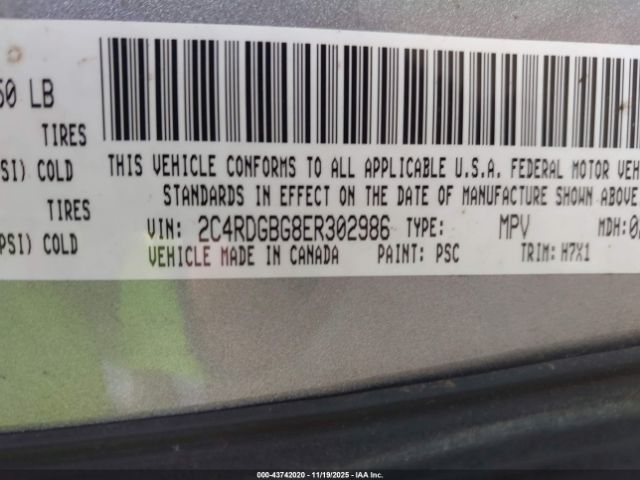 50 LB
TIRES
SI) COLD
TIRES
PSI) COLD
THIS VEHICLE CONFORMS TO ALL APPLICABLE U.S.A. FEDERAL MOTOR VEH
STANDARDS IN EFFECT ON THE DATE OF MANUFACTURE SHOWN ABOVE
VIN: 2C4RDGBG8ER302986 TYPE: MPV MDH: 0
VEHICLE MADE IN CANADA PAINT: PSC TRIM: H7X1
000-43742020 - 11/19/2025 - IAA Inc.